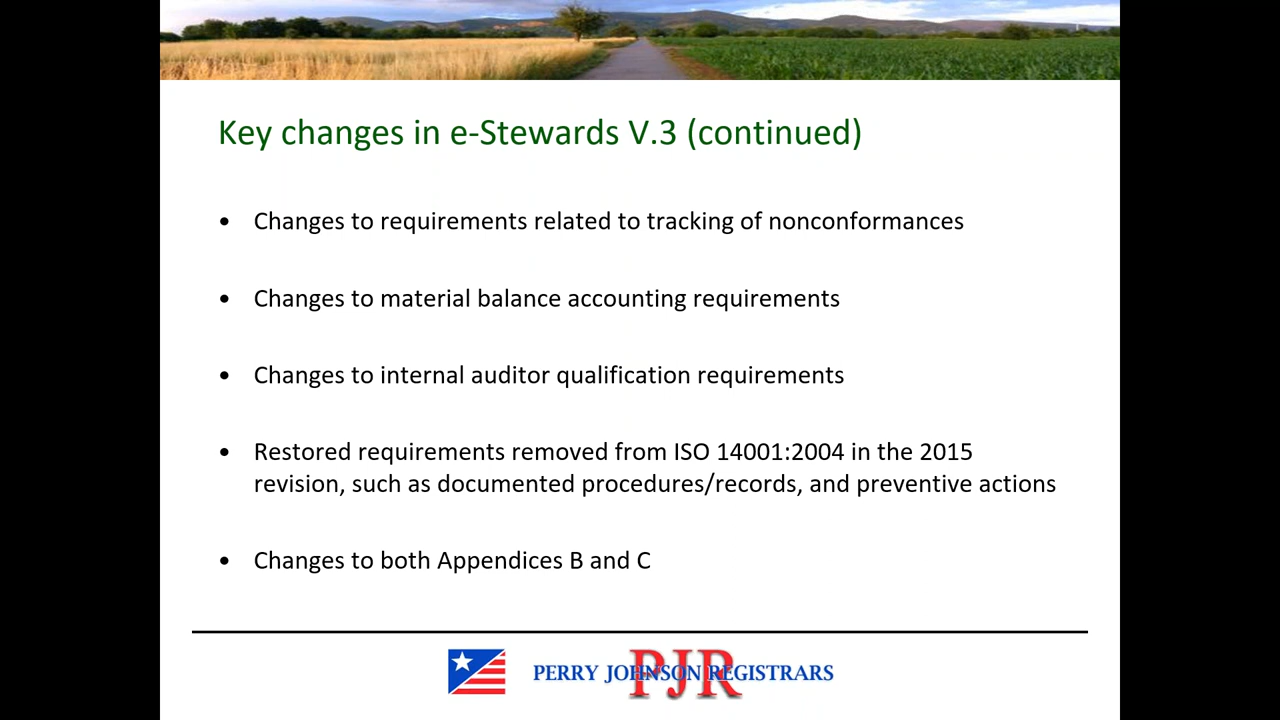 Key changes in e-Stewards V.3 (continued)
• Changes to requirements related to tracking of nonconformances
• Changes to material balance accounting requirements
• Changes to internal auditor qualification requirements
• Restored requirements removed from ISO 14001:2004 in the 2015
revision, such as documented procedures/records, and preventive actions
• Changes to both Appendices B and C
PJR
PERRY JOHNSON REGISTRARS